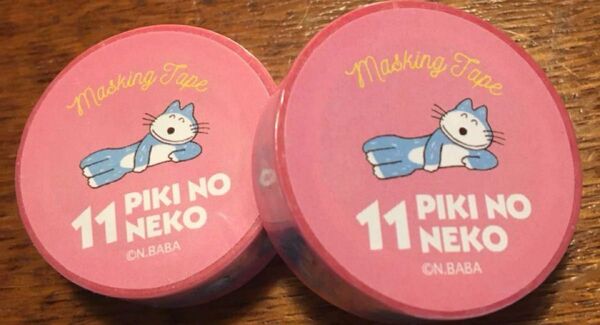 Masking Tape
11 PIKI NO
NEKO
©N.BABA
Masking Tape
11 PIKI NO
NEKO
©N.BABA